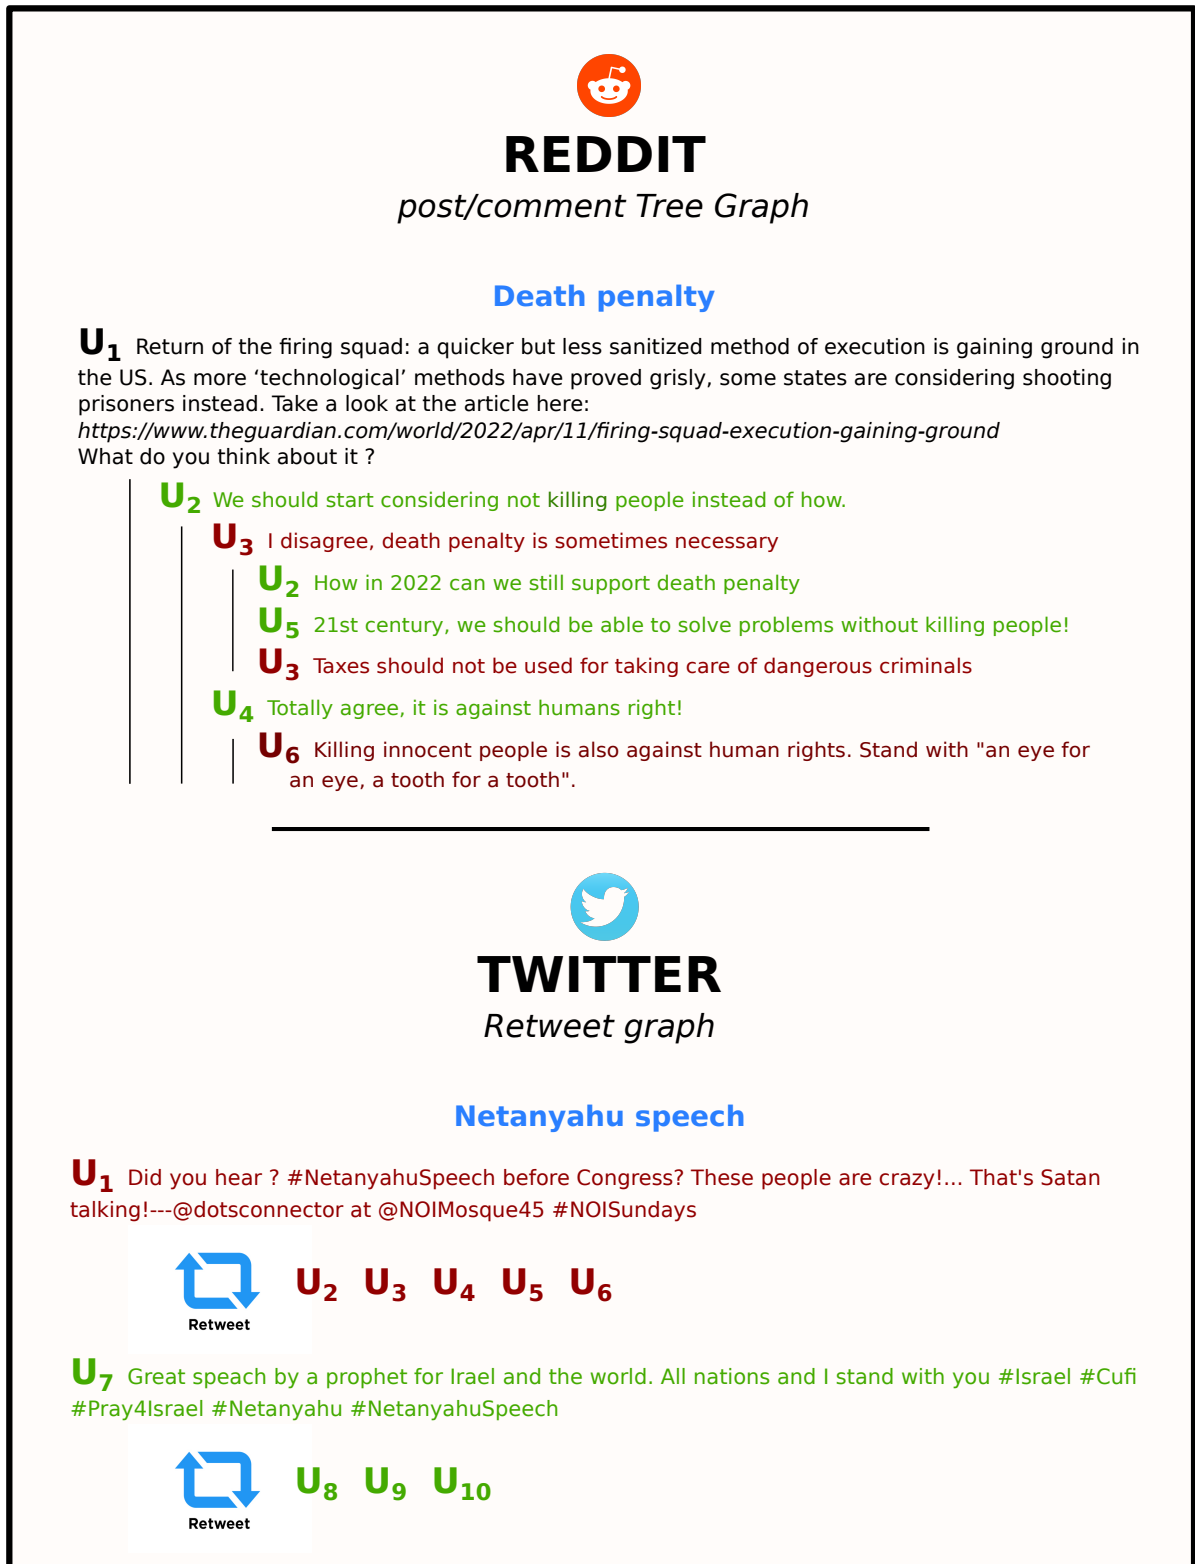 REDDIT
post/comment Tree Graph
Death penalty
U1 Return of the firing squad: a quicker but less sanitized method of execution is gaining ground in
the US. As more ‘technological’ methods have proved grisly, some states are considering shooting
prisoners instead. Take a look at the article here:
https://www.theguardian.com/world/2022/apr/11/firing-squad-execution-gaining-ground
What do you think about it ?
U2 We should start considering not killing people instead of how.
U3 I disagree, death penalty is sometimes necessary
U2 How in 2022 can we still support death penalty
U5 21st century, we should be able to solve problems without killing people!
U3 Taxes should not be used for taking care of dangerous criminals
U4 Totally agree, it is against humans right!
U6 Killing innocent people is also against human rights. Stand with "an eye for
an eye, a tooth for a tooth".
TWITTER
Retweet graph
Netanyahu speech
U1 Did you hear ? #NetanyahuSpeech before Congress? These people are crazy!... That's Satan
talking!---@dotsconnector at @NOIMosque45 #NOISundays
U2 U3 U4 U5 U6
Retweet
U7 Great speach by a prophet for Irael and the world. All nations and I stand with you #Israel #Cufi
#Pray4Israel #Netanyahu #NetanyahuSpeech
U8 U9 U10
Retweet